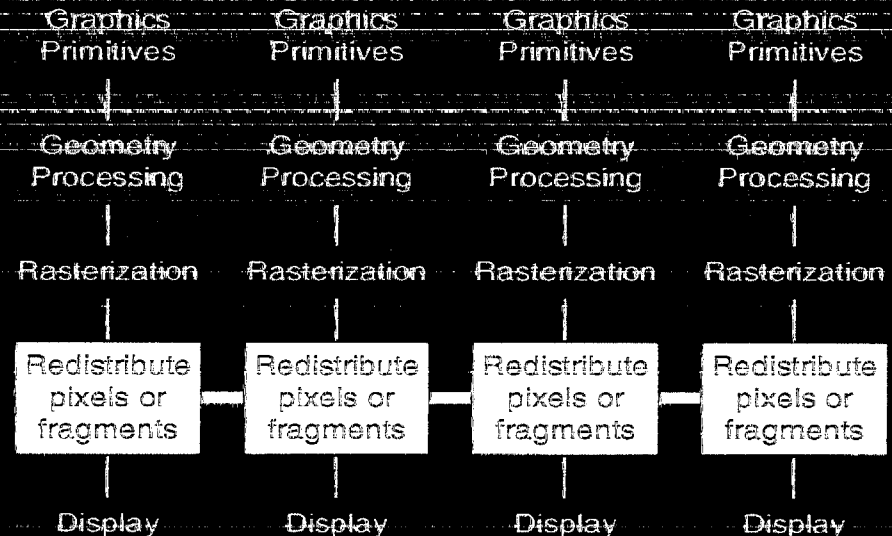 Graphics Graphics Graphics Graphics
Primitives Primitives Primitives Primitives
Geometry Geometry Geometry Geometry
Processing Processing Processing Processing
Rasterization Rasterization Rasterization Rasterization
Redistribute Redistribute Redistribute Redistribute
pixels or pixels or pixels or pixels or
fragments fragments fragments fragments
Display Display Display Display